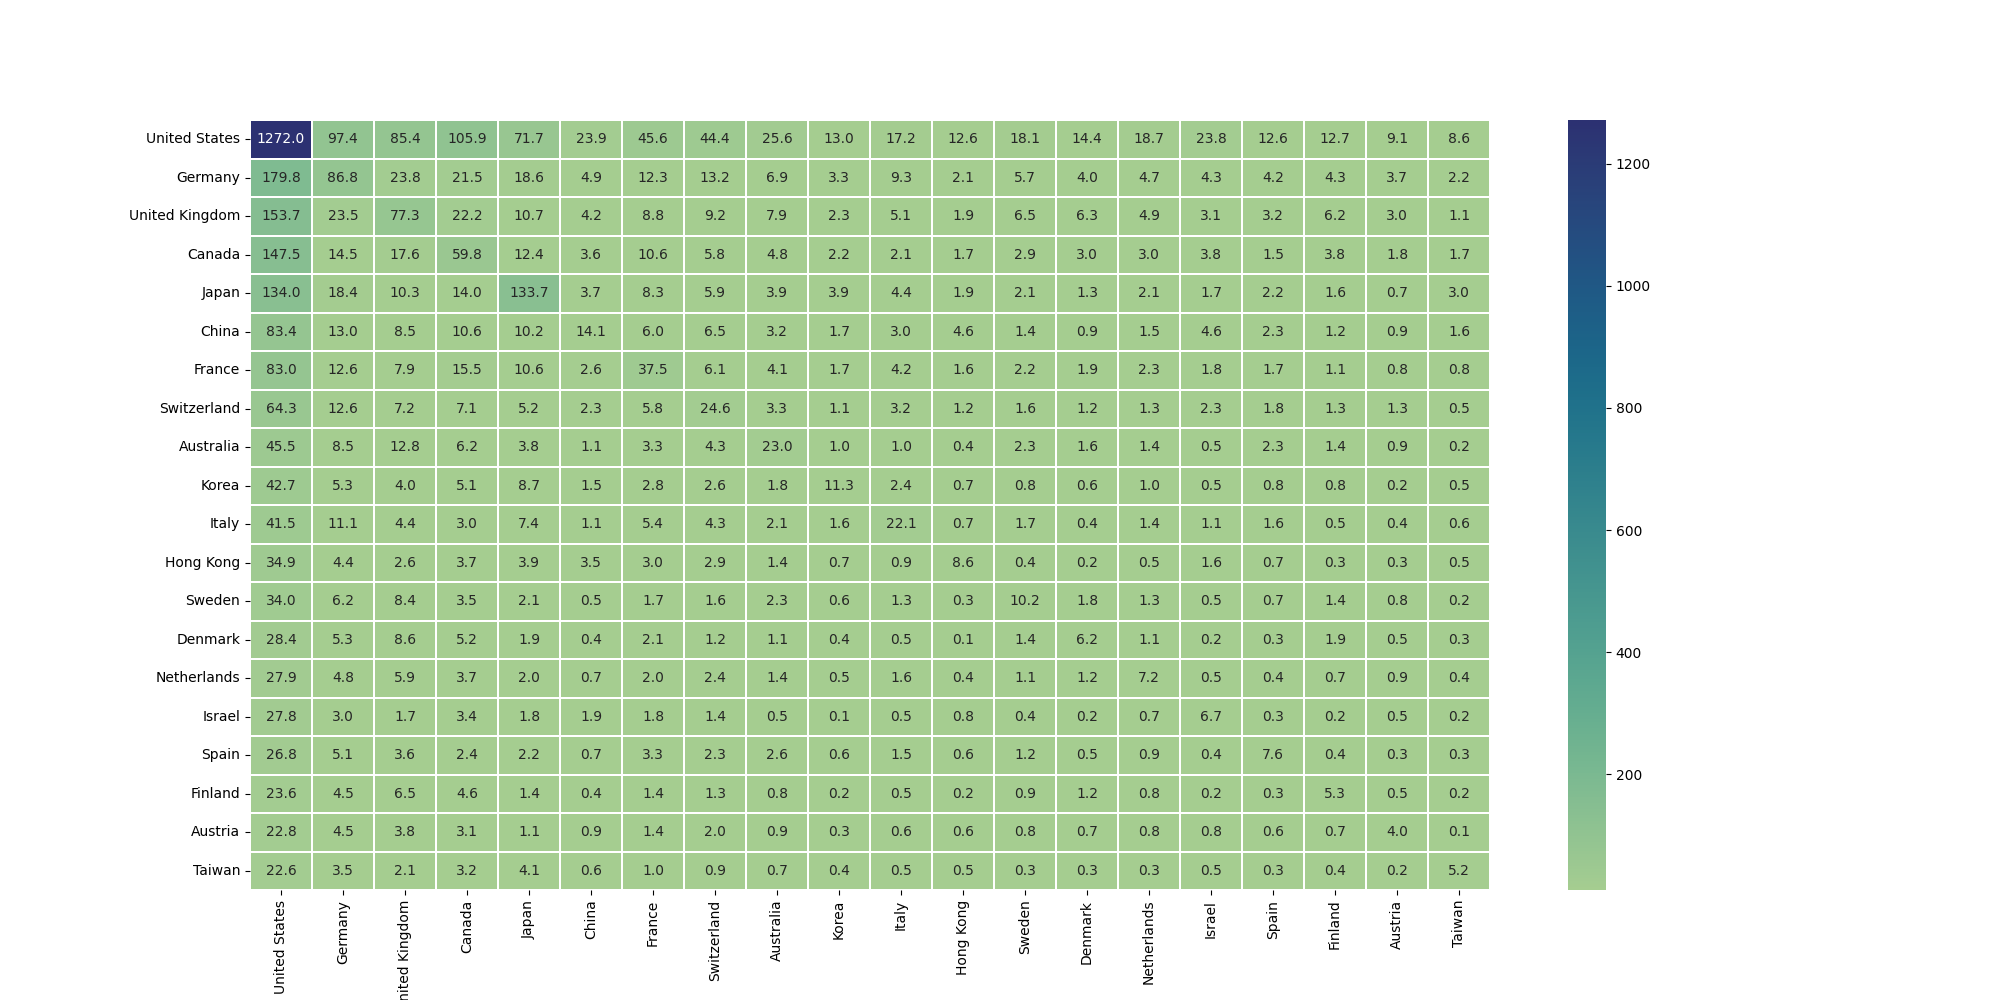 United States 1272.0 97.4 85.4 105.9 71.7 23.9 45.6 44.4 25.6 13.0 17.2 12.6 18.1 14.4 18.7 23.8 12.6 12.7 9.1 8.6
Germany 179.8 86.8 23.8 21.5 18.6 4.9 12.3 13.2 6.9 3.3 9.3 2.1 5.7 4.0 4.7 4.3 4.2 4.3 3.7 2.2
United Kingdom 153.7 23.5 77.3 22.2 10.7 4.2 8.8 9.2 7.9 2.3 5.1 1.9 6.5 6.3 4.9 3.1 3.2 6.2 3.0 1.1
Canada 147.5 14.5 17.6 59.8 12.4 3.6 10.6 5.8 4.8 2.2 2.1 1.7 2.9 3.0 3.0 3.8 1.5 3.8 1.8 1.7
Japan 134.0 18.4 10.3 14.0 133.7 3.7 8.3 5.9 3.9 3.9 4.4 1.9 2.1 1.3 2.1 1.7 2.2 1.6 0.7 3.0
China 83.4 13.0 8.5 10.6 10.2 14.1 6.0 6.5 3.2 1.7 3.0 4.6 1.4 0.9 1.5 4.6 2.3 1.2 0.9 1.6
France 83.0 12.6 7.9 15.5 10.6 2.6 37.5 6.1 4.1 1.7 4.2 1.6 2.2 1.9 2.3 1.8 1.7 1.1 0.8 0.8
Switzerland 64.3 12.6 7.2 7.1 5.2 2.3 5.8 24.6 3.3 1.1 3.2 1.2 1.6 1.2 1.3 2.3 1.8 1.3 1.3 0.5
Australia 45.5 8.5 12.8 6.2 3.8 1.1 3.3 4.3 23.0 1.0 1.0 0.4 2.3 1.6 1.4 0.5 2.3 1.4 0.9 0.2
Korea 42.7 5.3 4.0 5.1 8.7 1.5 2.8 2.6 1.8 11.3 2.4 0.7 0.8 0.6 1.0 0.5 0.8 0.8 0.2 0.5
Italy 41.5 11.1 4.4 3.0 7.4 1.1 5.4 4.3 2.1 1.6 22.1 0.7 1.7 0.4 1.4 1.1 1.6 0.5 0.4 0.6
Hong Kong 34.9 4.4 2.6 3.7 3.9 3.5 3.0 2.9 1.4 0.7 0.9 8.6 0.4 0.2 0.5 1.6 0.7 0.3 0.3 0.5
Sweden 34.0 6.2 8.4 3.5 2.1 0.5 1.7 1.6 2.3 0.6 1.3 0.3 10.2 1.8 1.3 0.5 0.7 1.4 0.8 0.2
Denmark 28.4 5.3 8.6 5.2 1.9 0.4 2.1 1.2 1.1 0.4 0.5 0.1 1.4 6.2 1.1 0.2 0.3 1.9 0.5 0.3
Netherlands 27.9 4.8 5.9 3.7 2.0 0.7 2.0 2.4 1.4 0.5 1.6 0.4 1.1 1.2 7.2 0.5 0.4 0.7 0.9 0.4
Israel 27.8 3.0 1.7 3.4 1.8 1.9 1.8 1.4 0.5 0.1 0.5 0.8 0.4 0.2 0.7 6.7 0.3 0.2 0.5 0.2
Spain 26.8 5.1 3.6 2.4 2.2 0.7 3.3 2.3 2.6 0.6 1.5 0.6 1.2 0.5 0.9 0.4 7.6 0.4 0.3 0.3
Finland 23.6 4.5 6.5 4.6 1.4 0.4 1.4 1.3 0.8 0.2 0.5 0.2 0.9 1.2 0.8 0.2 0.3 5.3 0.5 0.2
Austria 22.8 4.5 3.8 3.1 1.1 0.9 1.4 2.0 0.9 0.3 0.6 0.6 0.8 0.7 0.8 0.8 0.6 0.7 4.0 0.1
Taiwan 22.6 3.5 2.1 3.2 4.1 0.6 1.0 0.9 0.7 0.4 0.5 0.5 0.3 0.3 0.3 0.5 0.3 0.4 0.2 5.2
United States
Germany
nited Kingdom
Canada
Japan
China
France
Switzerland
Australia
Korea
Italy
Hong Kong
Sweden
Denmark
Netherlands
Israel
Spain
Finland
Austria
Taiwan
1200
1000
800
600
400
200